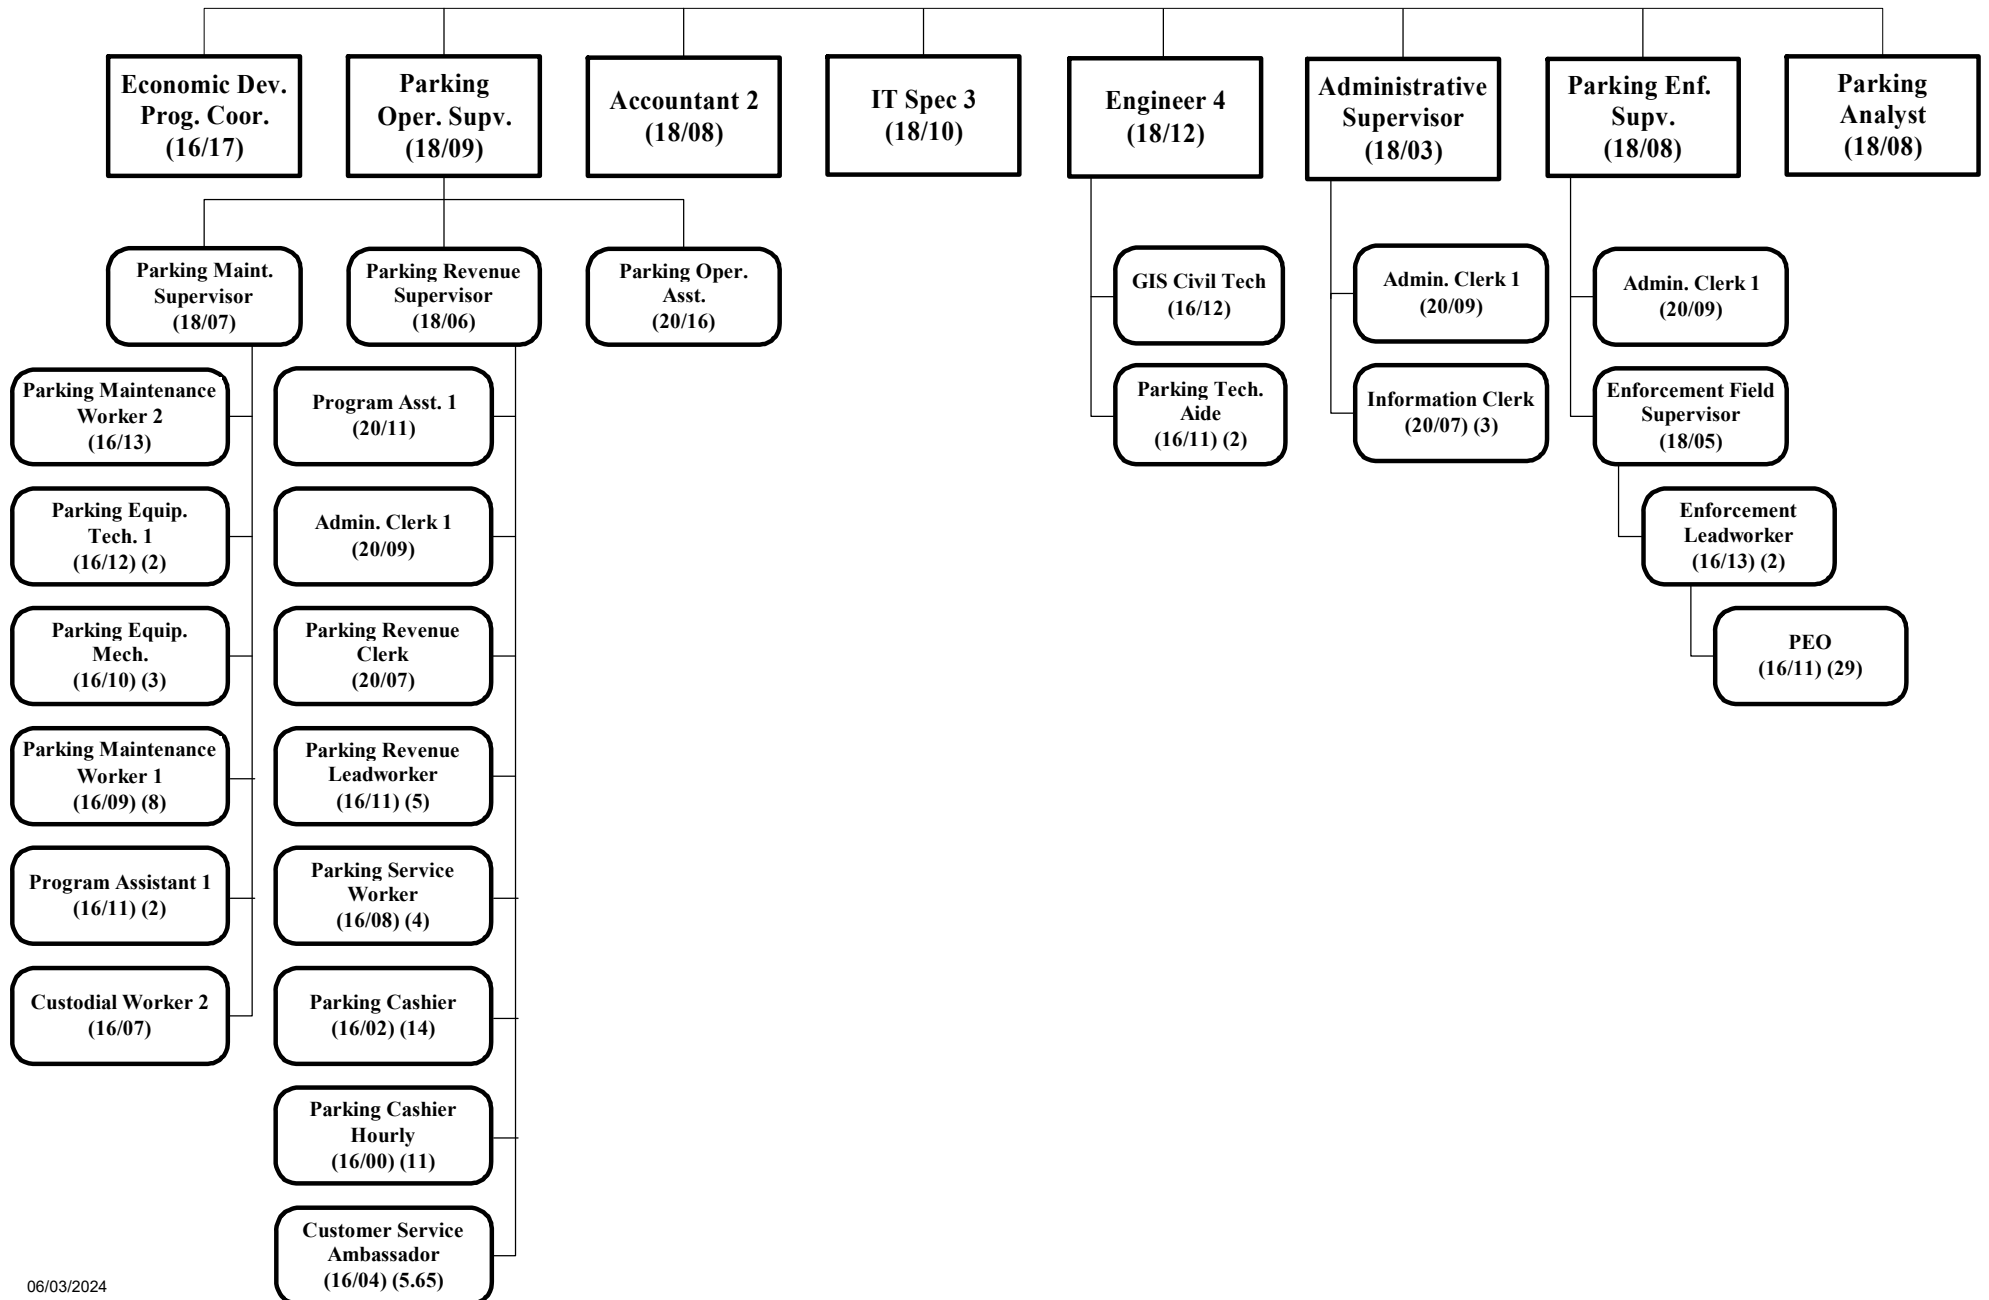 Economic Dev.
Prog. Coor.
(16/17)
Parking
Oper. Supv.
(18/09)
Accountant 2
(18/08)
IT Spec 3
(18/10)
Engineer 4
(18/12)
Administrative
Supervisor
(18/03)
Parking Enf.
Supv.
(18/08)
Parking
Analyst
(18/08)
Parking Maint.
Supervisor
(18/07)
Parking Revenue
Supervisor
(18/06)
Parking Oper.
Asst.
(20/16)
GIS Civil Tech
(16/12)
Admin. Clerk 1
(20/09)
Admin. Clerk 1
(20/09)
Parking Maintenance
Worker 2
(16/13)
Program Asst. 1
(20/11)
Parking Tech.
Aide
(16/11) (2)
Information Clerk
(20/07) (3)
Enforcement Field
Supervisor
(18/05)
Parking Equip.
Tech. 1
(16/12) (2)
Admin. Clerk 1
(20/09)
Enforcement
Leadworker
(16/13) (2)
Parking Equip.
Mech.
(16/10) (3)
Parking Revenue
Clerk
(20/07)
PEO
(16/11) (29)
Parking Maintenance
Worker 1
(16/09) (8)
Parking Revenue
Leadworker
(16/11) (5)
Program Assistant 1
(16/11) (2)
Parking Service
Worker
(16/08) (4)
Custodial Worker 2
(16/07)
Parking Cashier
(16/02) (14)
Parking Cashier
Hourly
(16/00) (11)
Customer Service
Ambassador
(16/04) (5.65)
06/03/2024